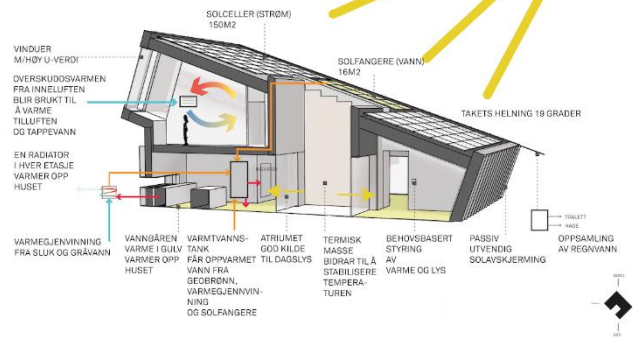 SOLCELLER (STRØM)
150M2
VINDUER
M/HØY U-VERDI
SOLFANGERE (VANN)
16M2
OVERSKUDOSVARMEN
FRA INNELUFTEN
BLIR BRUKT TIL
Å VARME
TILLUFTEN
OG TAPPEVANN
TAKETS HELNING 19 GRADER
EN RADIATOR
I HVER ETASJE
VARMER OPP
HUSET
TOALETT
HAGE
VARMEGJENVINNING
FRA SLUK OG GRÅVANN
VANNBÅREN
VARME I GULV
VARMER OPP
HUSET
VARMTVANNS-
TANK
FÅR OPPVARMET
VANN FRA
GEOBRØNN,
VARMEGJENNVIN-
NING
OG SOLFANGERE
ATRIUMET
GOD KILDE
TIL DAGSLYS
TERMISK
MASSE
BIDRAR TIL Å
STABILISERE
TEMPERA-
TUREN
BEHOVSBASERT
STYRING
AV
VARME OG LYS
PASSIV
UTVENDIG
SOLAVSKJERMING
OPPSAMLING
AV REGNVANN